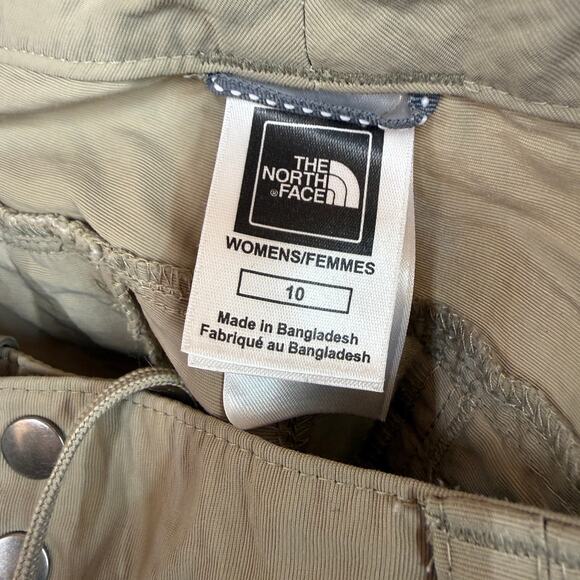 THE
NORTH
®FACE
WOMENS/FEMMES
10
Made in Bangladesh
Fabriqué au Bangladesh